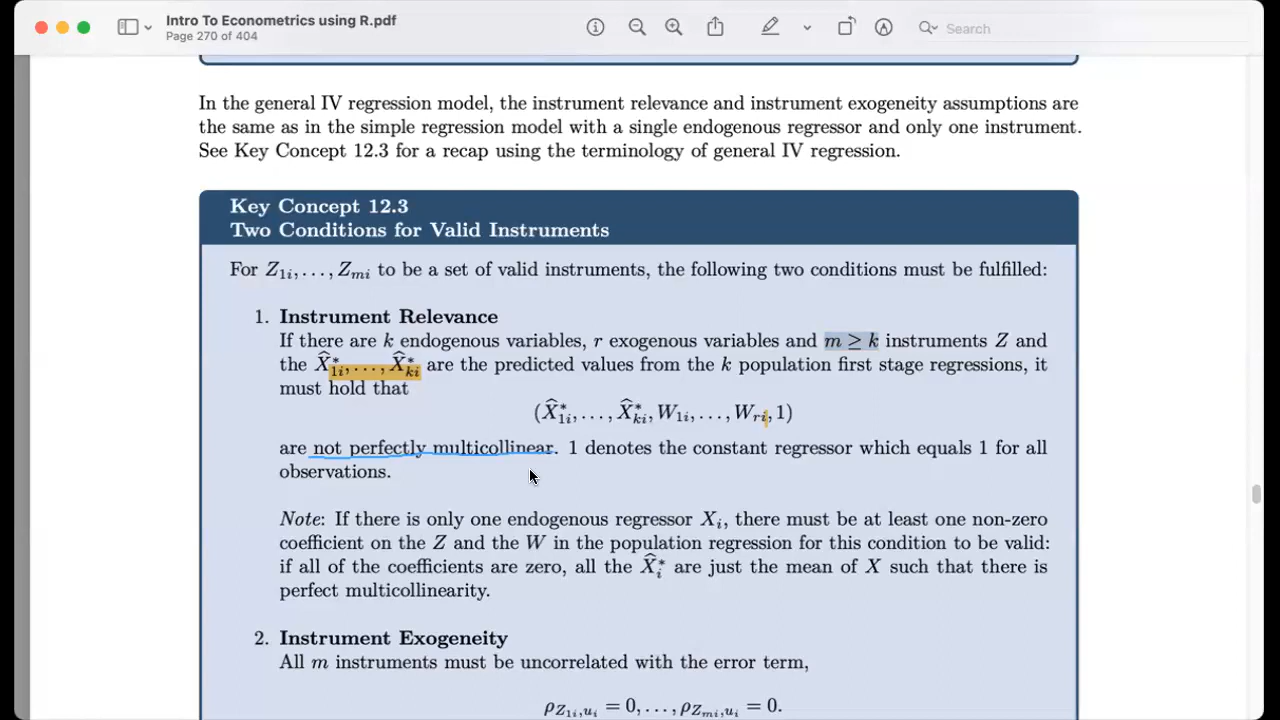 Intro To Econometrics using R.pdf
Page 270 of 404
Search
In the general IV regression model, the instrument relevance and instrument exogeneity assumptions are
the same as in the simple regression model with a single endogenous regressor and only one instrument.
See Key Concept 12.3 for a recap using the terminology of general IV regression.
Key Concept 12.3
Two Conditions for Valid Instruments
For Z₁ᵢ, . . . , Zₘᵢ to be a set of valid instruments, the following two conditions must be fulfilled:
1. Instrument Relevance
If there are k endogenous variables, r exogenous variables and m ≥ k instruments Z and
the X̂*₁ᵢ, . . . , X̂*ₖᵢ are the predicted values from the k population first stage regressions, it
must hold that
(X̂*₁ᵢ, . . . , X̂*ₖᵢ, W₁ᵢ, . . . , Wᵣᵢ, 1)
are not perfectly multicollinear. 1 denotes the constant regressor which equals 1 for all
observations.
Note: If there is only one endogenous regressor Xᵢ, there must be at least one non-zero
coefficient on the Z and the W in the population regression for this condition to be valid:
if all of the coefficients are zero, all the X̂*ᵢ are just the mean of X such that there is
perfect multicollinearity.
2. Instrument Exogeneity
All m instruments must be uncorrelated with the error term,
ρ_{Z₁ᵢ,uᵢ} = 0, . . . , ρ_{Zₘᵢ,uᵢ} = 0.